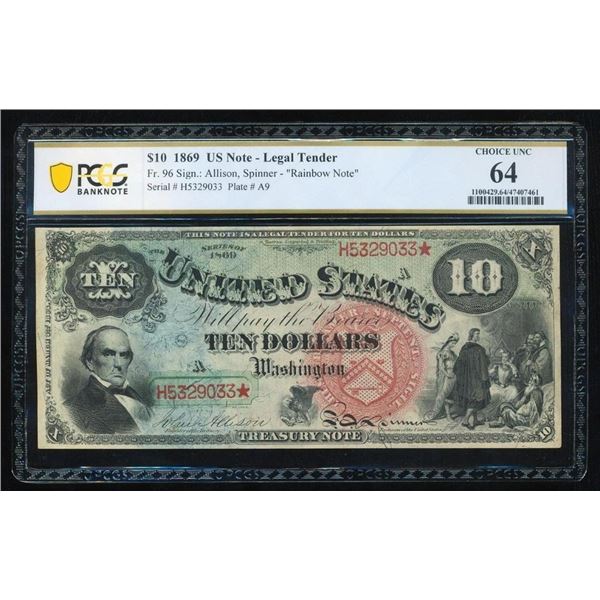 PCGS
BANKNOTE
$10 1869 US Note - Legal Tender
Fr. 96 Sign.: Allison, Spinner - "Rainbow Note"
Serial # H5329033 Plate # A9
CHOICE UNC
64
1100429.64/47407461
THIS NOTE IS A LEGAL TENDER FOR TEN DOLLARS
SERIES OF
1869
H5329033★
A
TEN
10
X
UNITED STATES
Will pay the Bearer
TEN DOLLARS
A
Washington
H5329033★
TREASURY NOTE
X
10